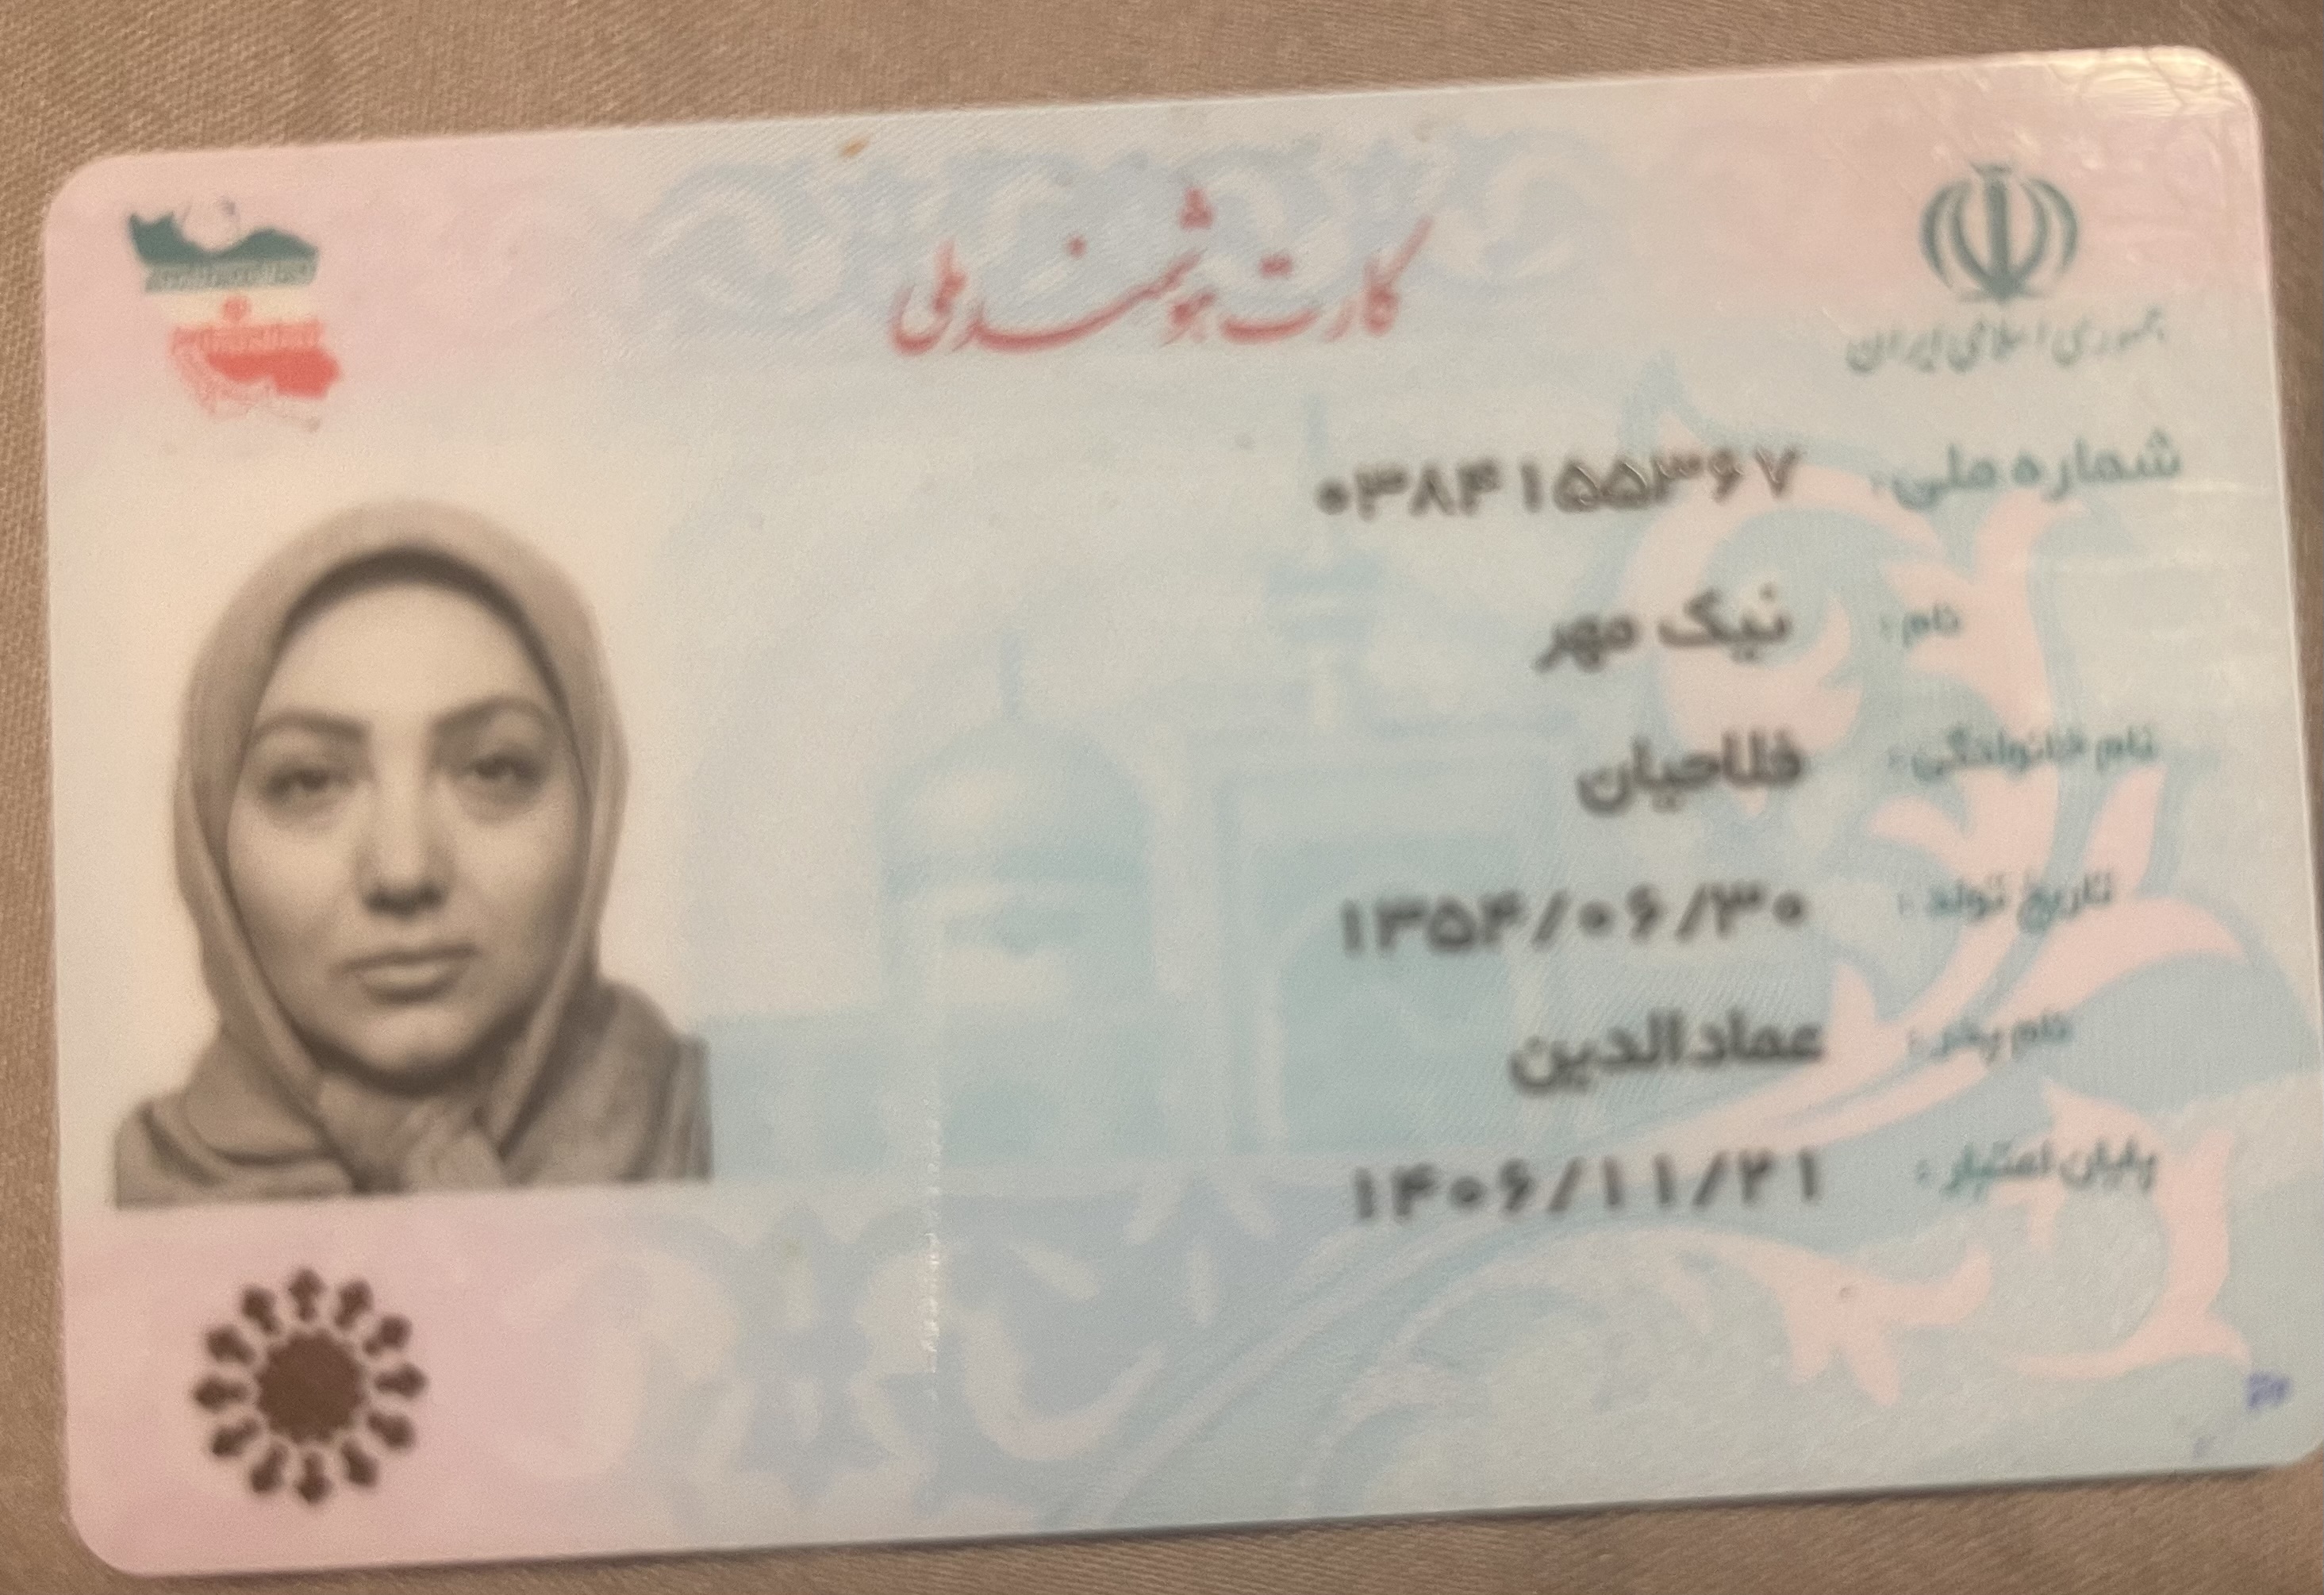 کارت هوشمند ملی
جمهوری اسلامی ایران
شماره ملی: ۰۳۸۴۱۵۵۳۶۷
نام: نیک مهر
نام خانوادگی: فلاحیان
تاریخ تولد: ۱۳۵۴/۰۶/۳۰
نام پدر: عمادالدین
پایان اعتبار: ۱۴۰۶/۱۱/۲۱